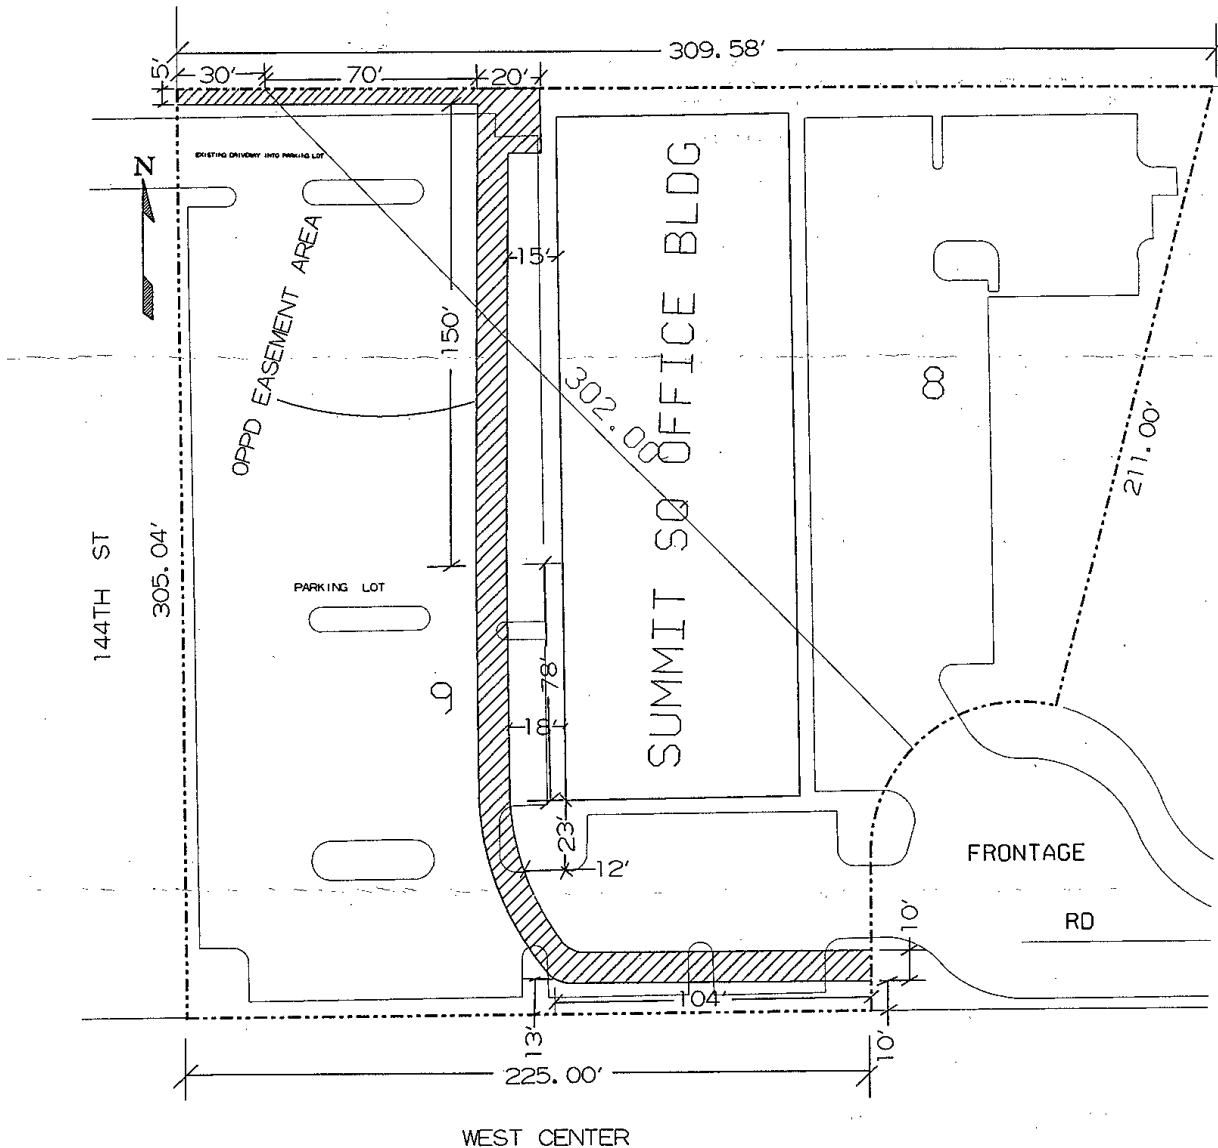 309.58'
5'
30'
70'
20'
EXISTING DRIVEWAY INTO PARKING LOT
N
OPPD EASEMENT AREA
15'
150'
302.00
SUMMIT SQ OFFICE BLDG
8
211.00'
144TH ST
305.04'
PARKING LOT
9
78'
18'
23'
12'
FRONTAGE
RD
10'
104'
13'
10'
225.00'
WEST CENTER